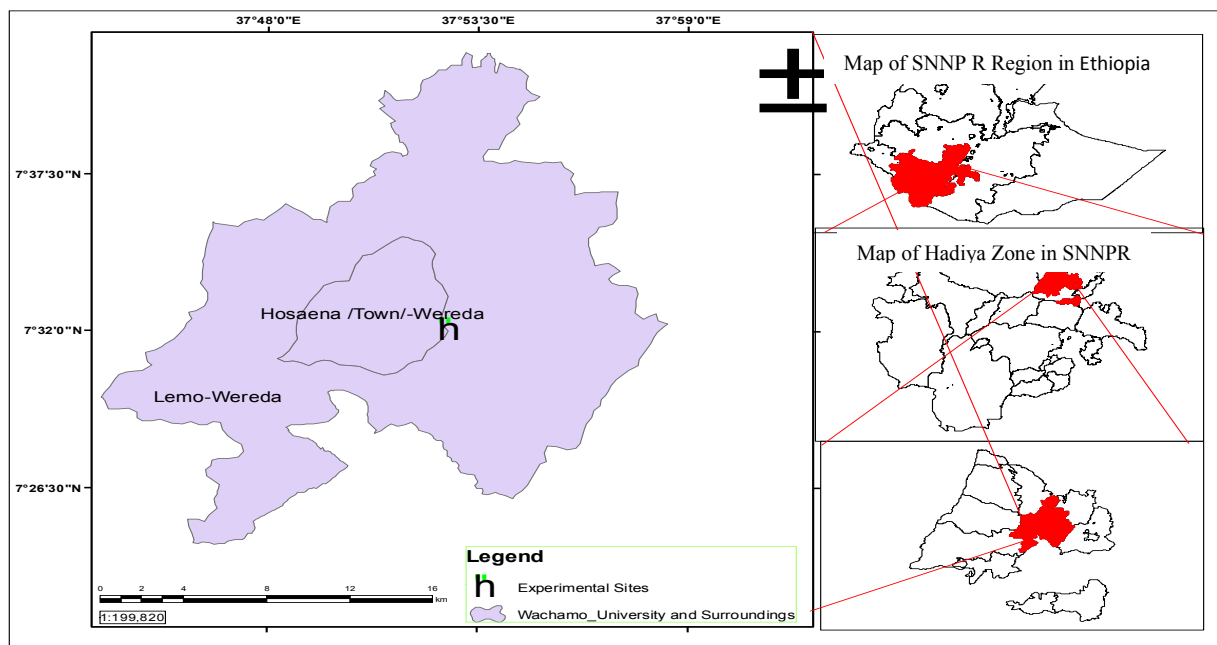 37°48'0"E
37°53'30"E
37°59'0"E
7°37'30"N
7°32'0"N
7°26'30"N
Hosaena /Town/-Wereda
h
Lemo-Wereda
Legend
h Experimental Sites
Wachamo_University and Surroundings
0 2 4 8 12 16
km
1:199,820
Map of SNNP R Region in Ethiopia
Map of Hadiya Zone in SNNPR